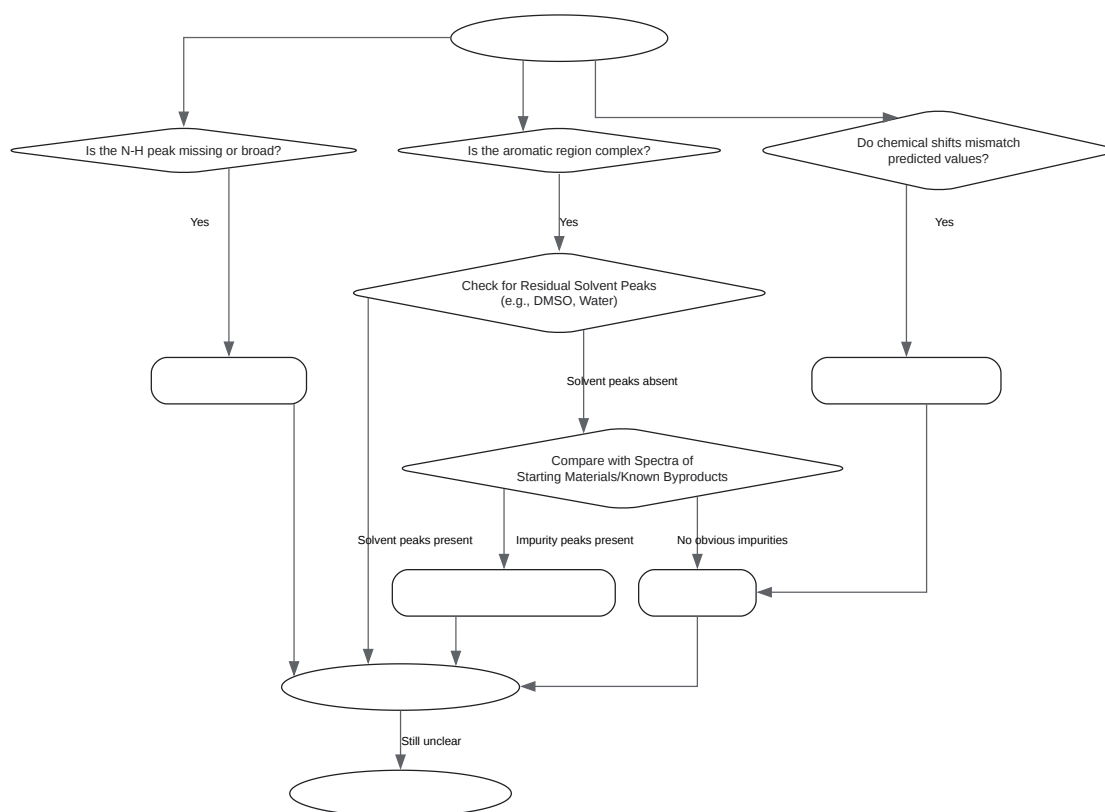 Is the N-H peak missing or broad?
Is the aromatic region complex?
Do chemical shifts mismatch
predicted values?
Yes
Yes
Yes
Check for Residual Solvent Peaks
(e.g., DMSO, Water)
Solvent peaks absent
Compare with Spectra of
Starting Materials/Known Byproducts
Solvent peaks present
Impurity peaks present
No obvious impurities
Still unclear